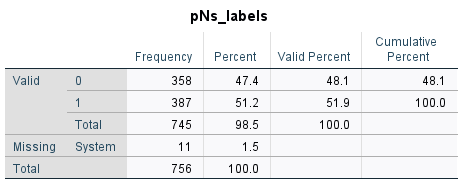 pNs_labels
Frequency Percent Valid Percent Cumulative Percent
Valid 0 358 47.4 48.1 48.1
1 387 51.2 51.9 100.0
Total 745 98.5 100.0
Missing System 11 1.5
Total 756 100.0